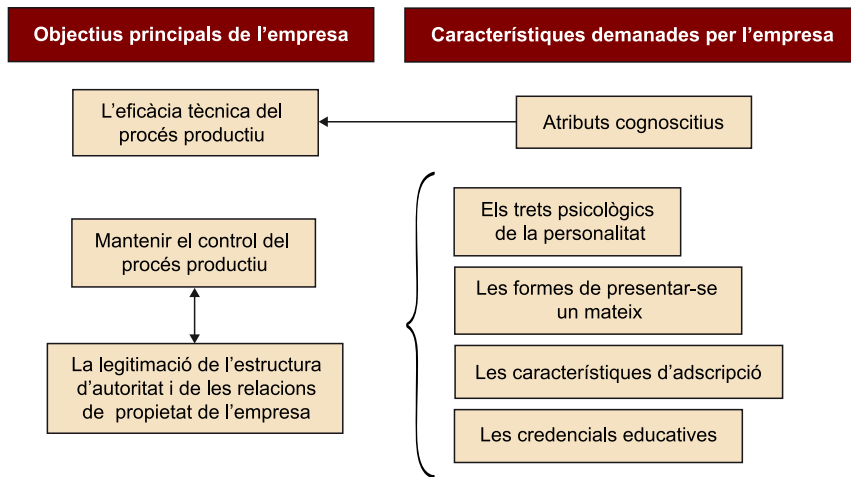 Objectius principals de l’empresa
Característiques demanades per l’empresa
L’eficàcia tècnica del
procés productiu
Atributs cognoscitius
Mantenir el control del
procés productiu
La legitimació de l’estructura
d’autoritat i de les relacions
de propietat de l’empresa
Els trets psicològics
de la personalitat
Les formes de presentar-se
un mateix
Les característiques d’adscripció
Les credencials educatives